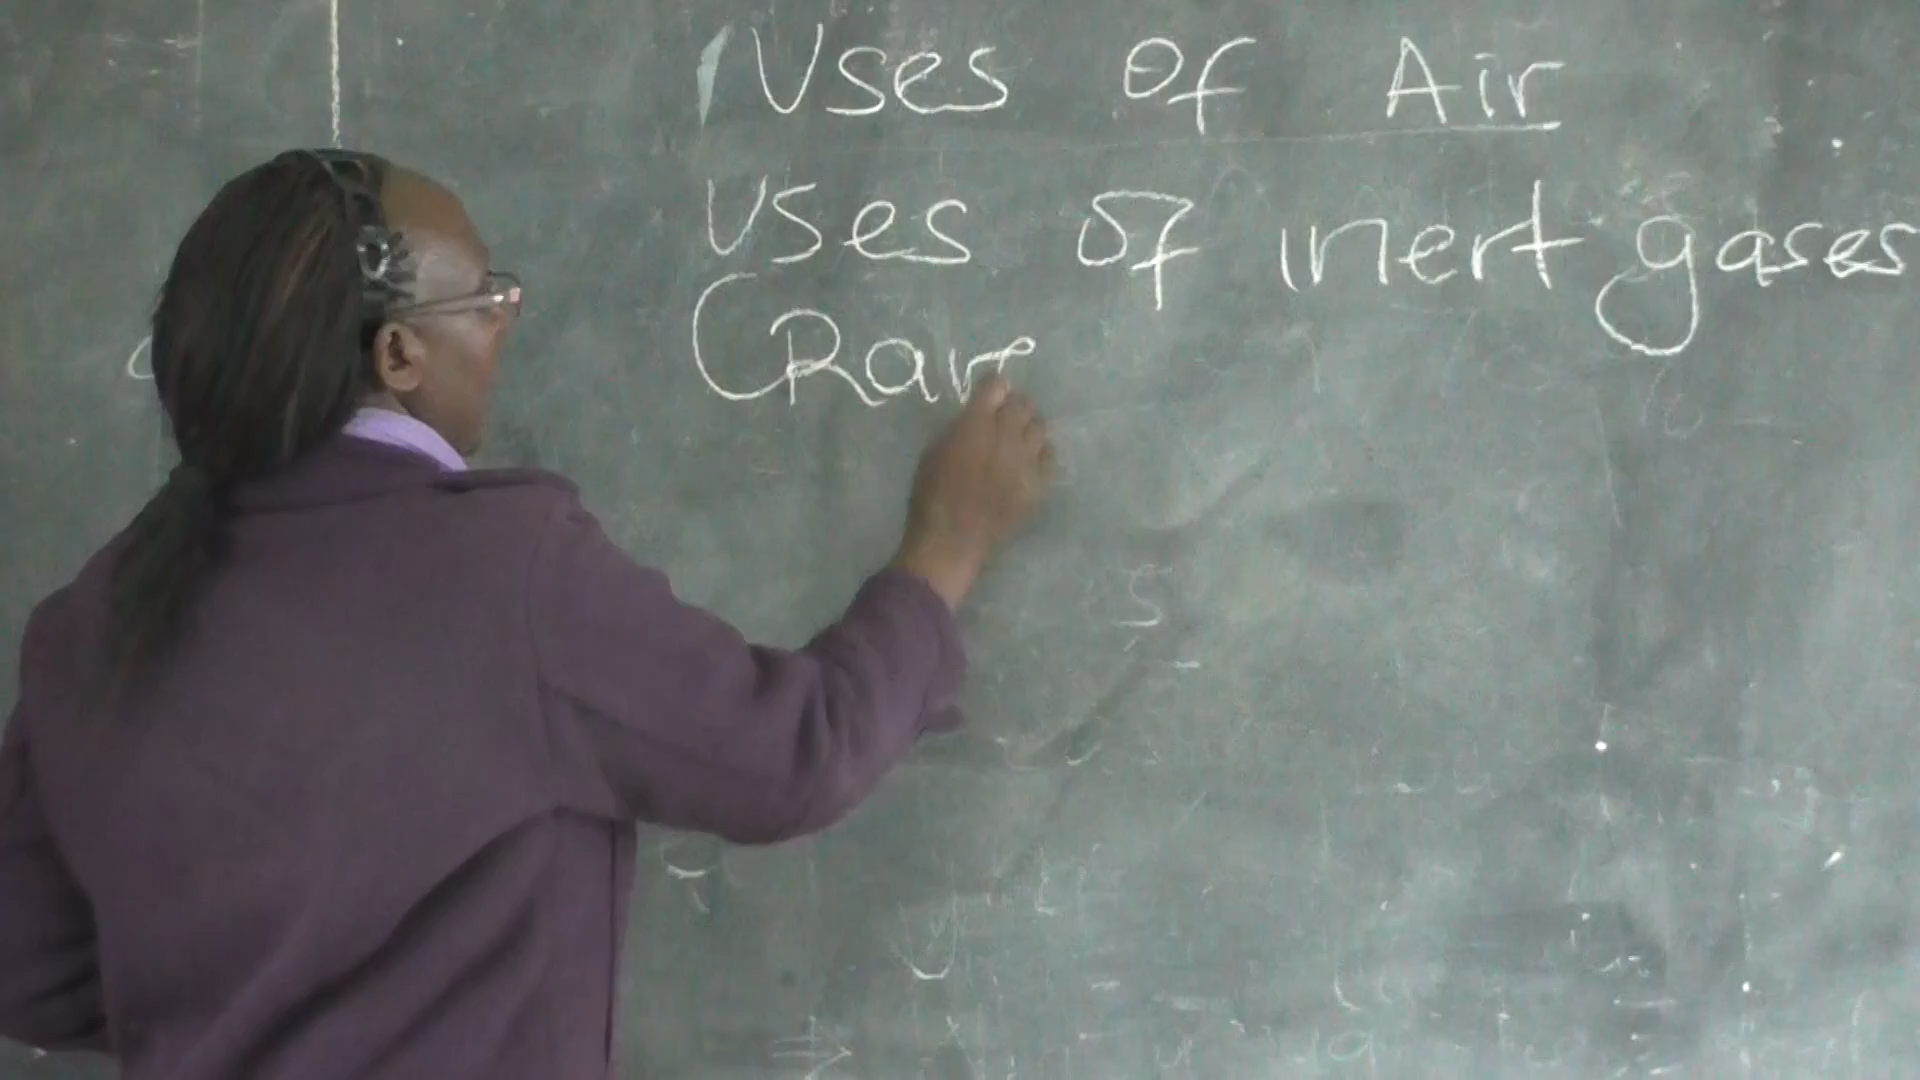 Uses of Air
Uses of inert gases
(Rare